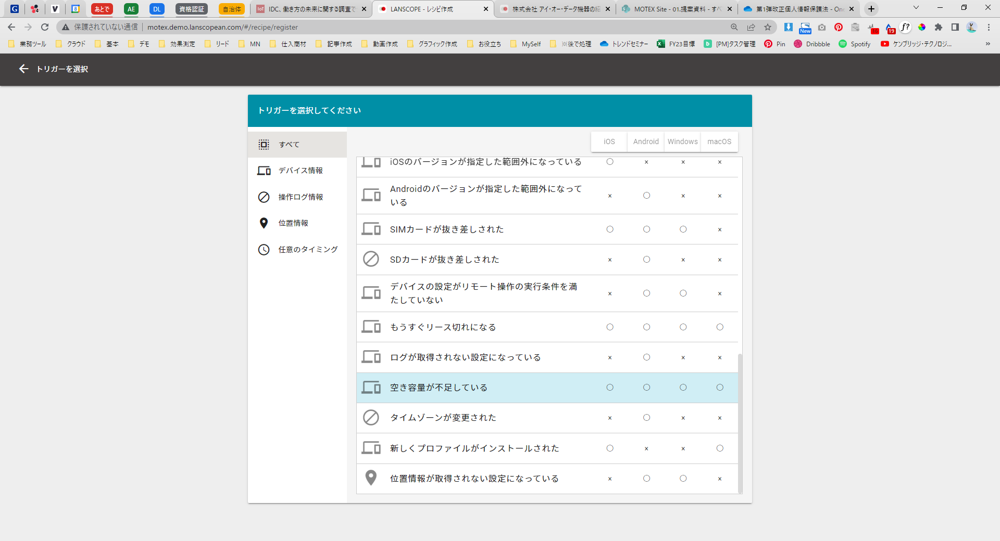 あとで
AE
DL
資格認証
自治体
IDC、働き方の未来に関する調査で
LANSCOPE - レシピ作成
株式会社 アイ・オー・データ機器の紹
MOTEX Site - 01.提案資料 - すべ
第1弾改正個人情報保護法 - One
保護されていない通信
motex.demo.lanscopean.com/#/recipe/register
New
19
業務ツール
クラウド
基本
デモ
効果測定
リード
MN
仕入商材
記事作成
動画作成
グラフィック作成
お役立ち
MySelf
※後で処理
トレンドセミナー
FY23目標
[PM]タスク管理
Pin
Dribbble
Spotify
ケンブリッジ・テクノロジ...
トリガーを選択
トリガーを選択してください
すべて
デバイス情報
操作ログ情報
位置情報
任意のタイミング
iOS Android Windows macOS
iOSのバージョンが指定した範囲外になっている ○ × × ×
Androidのバージョンが指定した範囲外になって
いる × ○ × ×
SIMカードが抜き差しされた ○ ○ ○ ×
SDカードが抜き差しされた × ○ × ×
デバイスの設定がリモート操作の実行条件を満
たしていない × ○ ○ ×
もうすぐリース切れになる ○ ○ ○ ○
ログが取得されない設定になっている × ○ × ×
空き容量が不足している ○ ○ ○ ○
タイムゾーンが変更された × ○ × ×
新しくプロファイルがインストールされた ○ × × ○
位置情報が取得されない設定になっている × ○ ○ ×